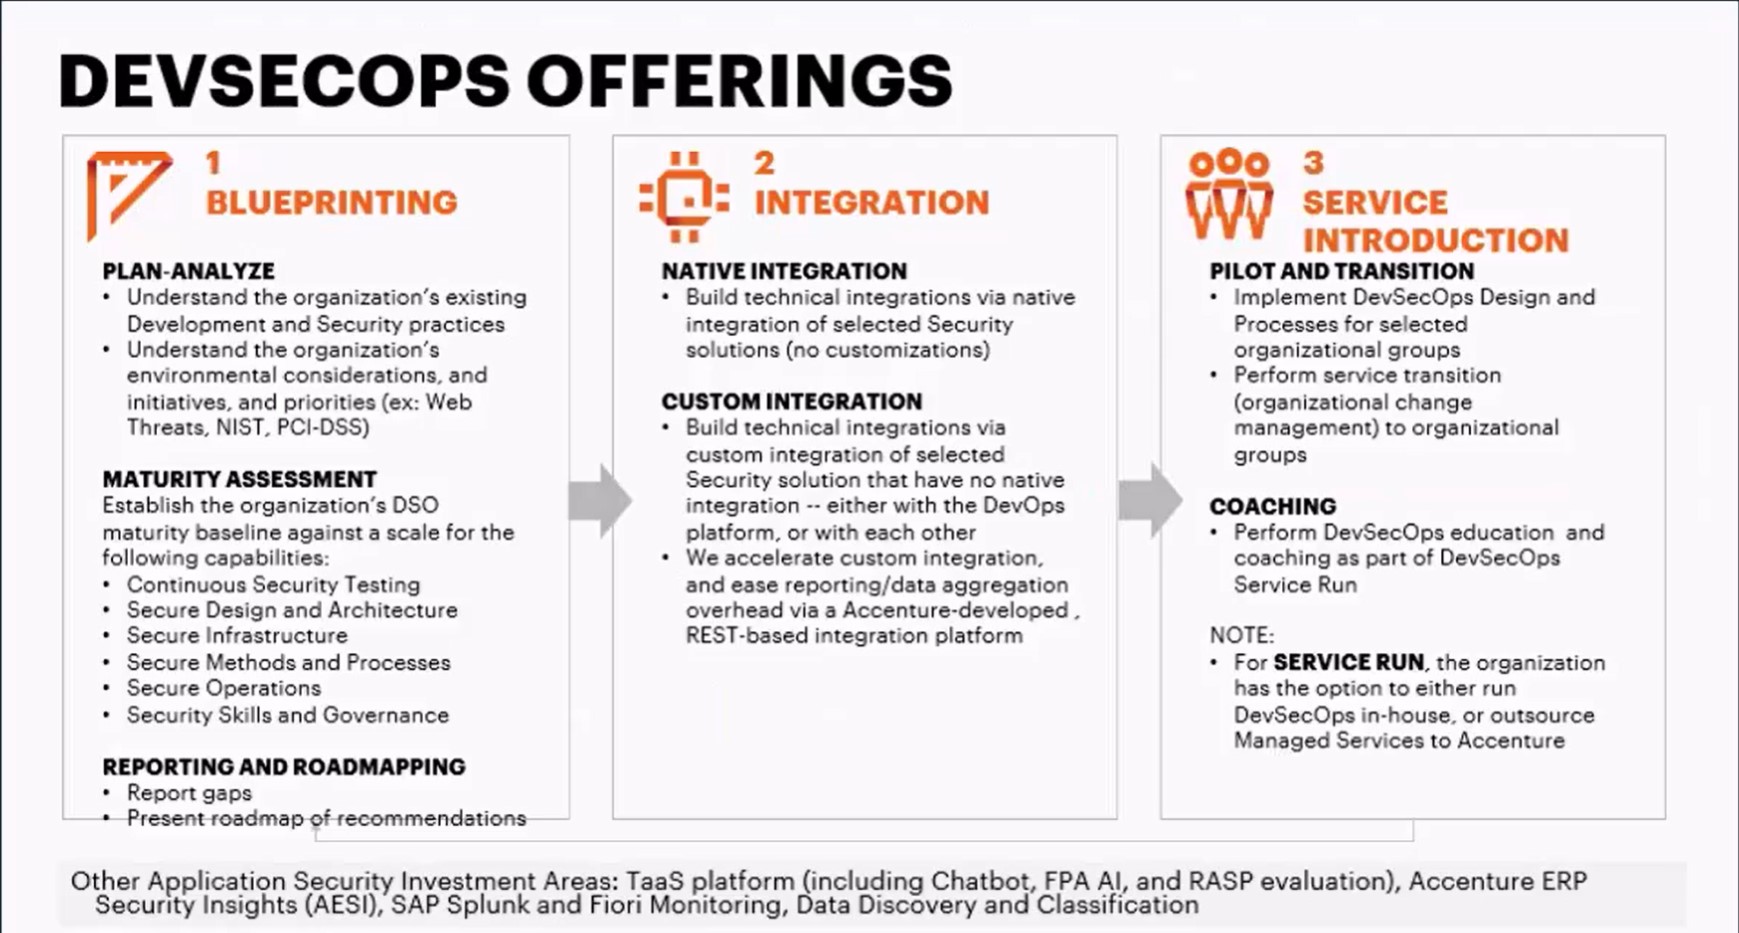 DEVSECOPS OFFERINGS
1
BLUEPRINTING
PLAN-ANALYZE
• Understand the organization's existing
Development and Security practices
• Understand the organization's
environmental considerations, and
initiatives, and priorities (ex: Web
Threats, NIST, PCI-DSS)
MATURITY ASSESSMENT
Establish the organization's DSO
maturity baseline against a scale for the
following capabilities:
• Continuous Security Testing
• Secure Design and Architecture
• Secure Infrastructure
• Secure Methods and Processes
• Secure Operations
• Security Skills and Governance
REPORTING AND ROADMAPPING
• Report gaps
• Present roadmap of recommendations
2
INTEGRATION
NATIVE INTEGRATION
• Build technical integrations via native
integration of selected Security
solutions (no customizations)
CUSTOM INTEGRATION
• Build technical integrations via
custom integration of selected
Security solution that have no native
integration -- either with the DevOps
platform, or with each other
• We accelerate custom integration,
and ease reporting/data aggregation
overhead via a Accenture-developed ,
REST-based integration platform
3
SERVICE
INTRODUCTION
PILOT AND TRANSITION
• Implement DevSecOps Design and
Processes for selected
organizational groups
• Perform service transition
(organizational change
management) to organizational
groups
COACHING
• Perform DevSecOps education and
coaching as part of DevSecOps
Service Run
NOTE:
• For SERVICE RUN, the organization
has the option to either run
DevSecOps in-house, or outsource
Managed Services to Accenture
Other Application Security Investment Areas: TaaS platform (including Chatbot, FPA AI, and RASP evaluation), Accenture ERP
Security Insights (AESI), SAP Splunk and Fiori Monitoring, Data Discovery and Classification